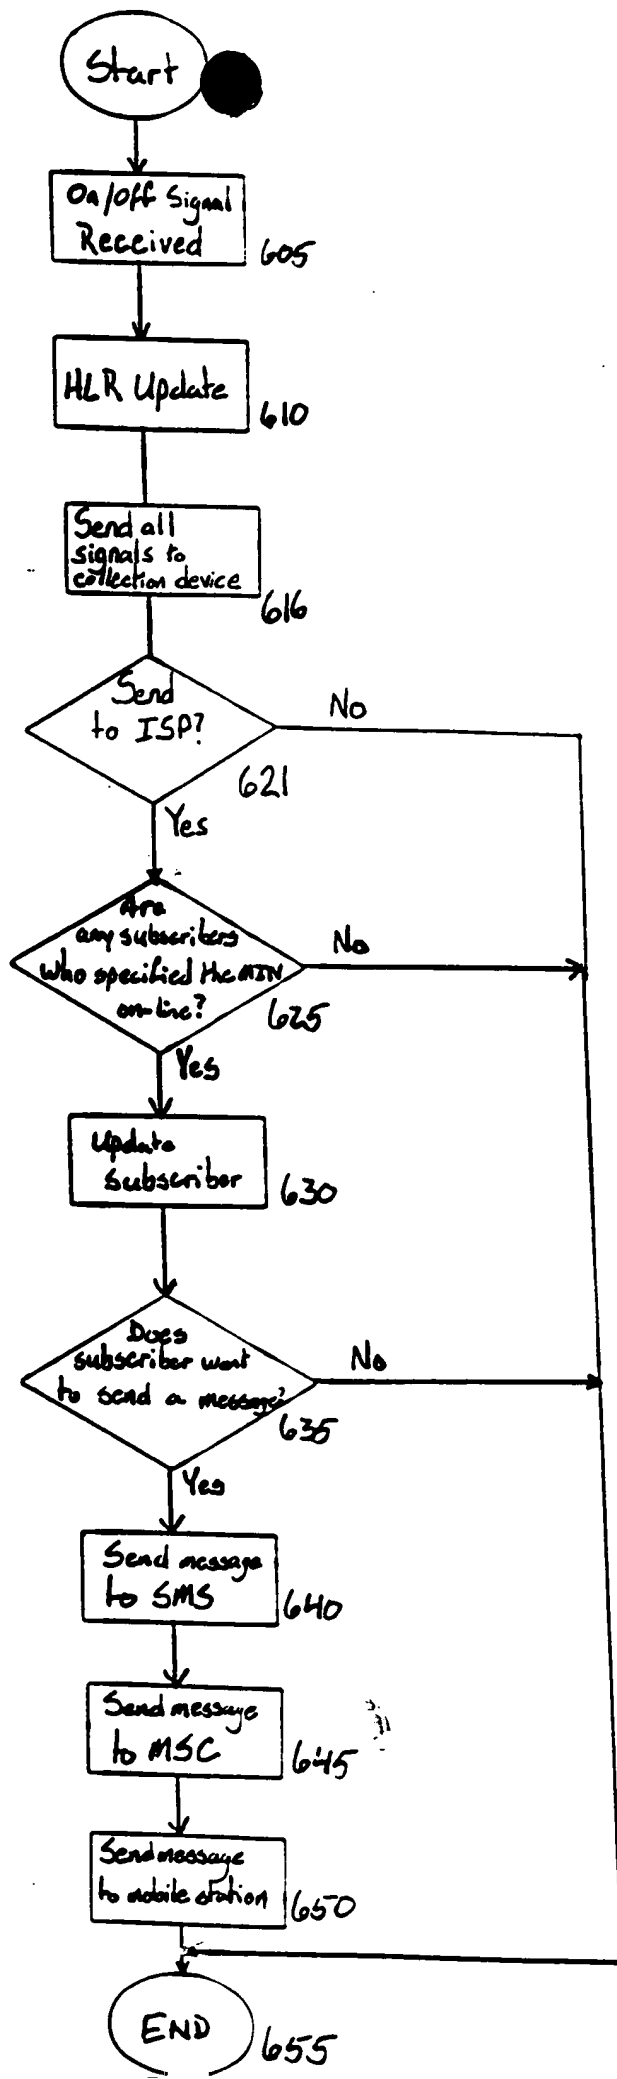 Start
On/Off Signal
Received
605
HLR Update
610
Send all
signals to
collection device
616
Send
to ISP?
No
621
Yes
Are
any subscribers
who specified the MIN
on-line?
No
625
Yes
Update
subscriber
630
Does
subscriber want
to send a message?
No
635
Yes
Send message
to SMS
640
Send message
to MSC
645
Send message
to mobile station
650
END
655